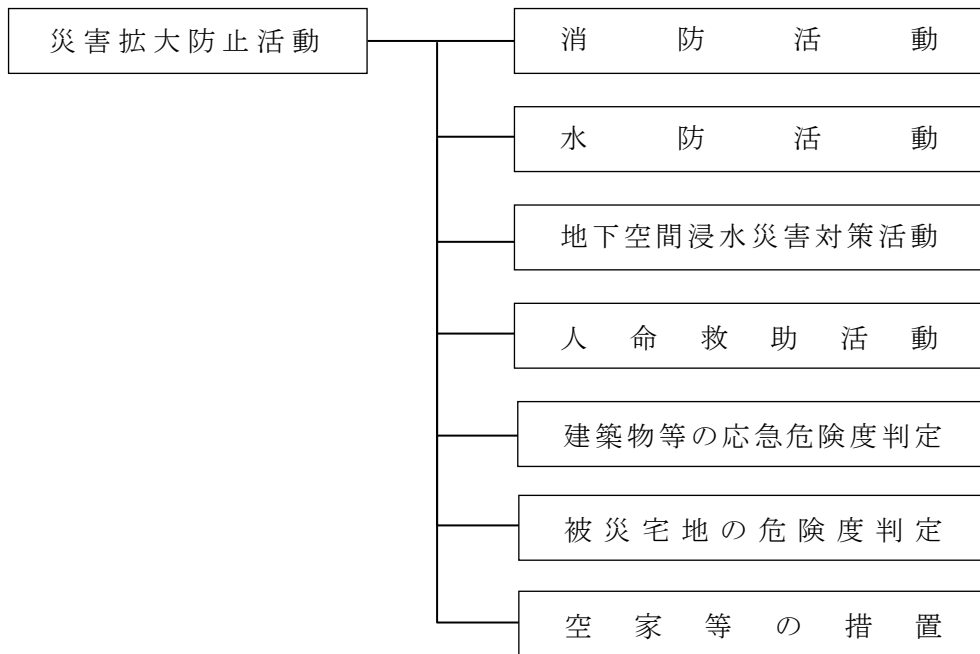 災害拡大防止活動
消防活動
水防活動
地下空間浸水災害対策活動
人命救助活動
建築物等の応急危険度判定
被災宅地の危険度判定
空家等の措置